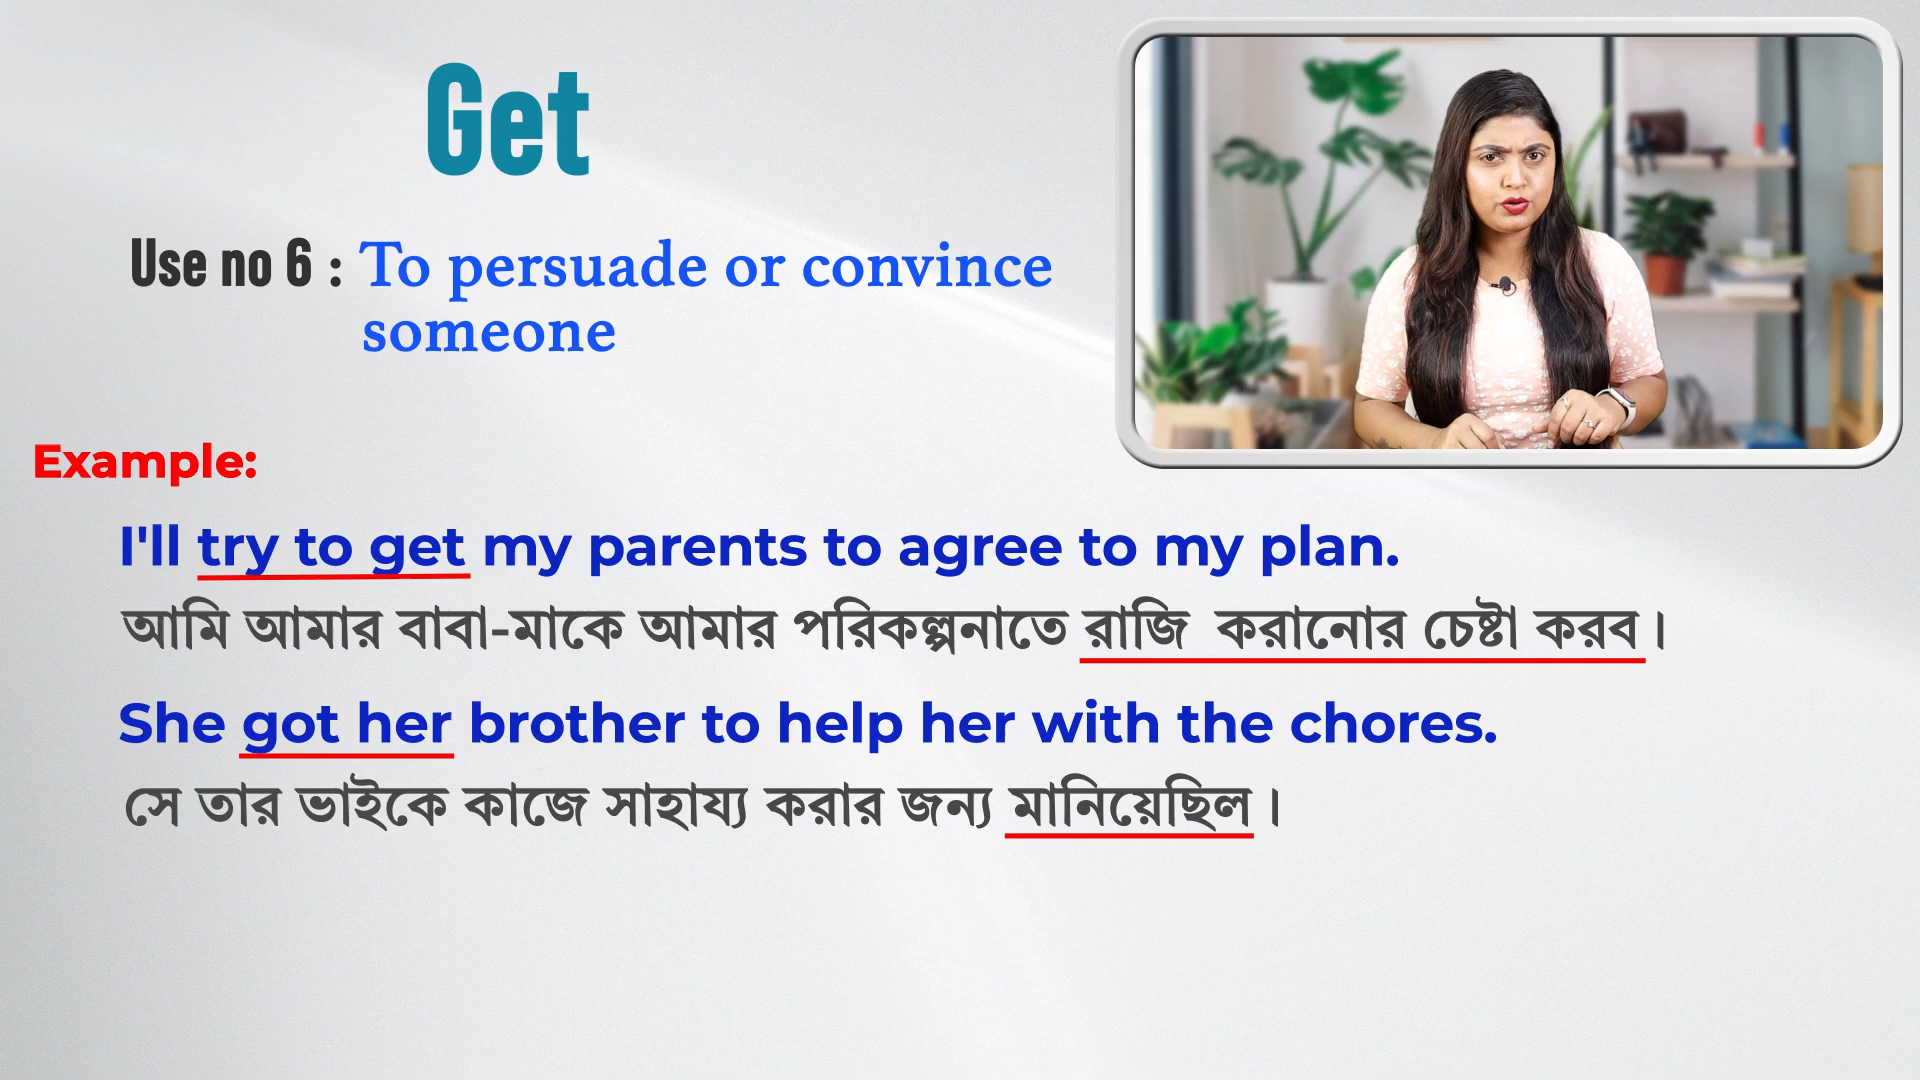 Get
Use no 6 : To persuade or convince
someone
Example:
I'll try to get my parents to agree to my plan.
আমি আমার বাবা-মাকে আমার পরিকল্পনাতে রাজি করানোর চেষ্টা করব।
She got her brother to help her with the chores.
সে তার ভাইকে কাজে সাহায্য করার জন্য মানিয়েছিল।